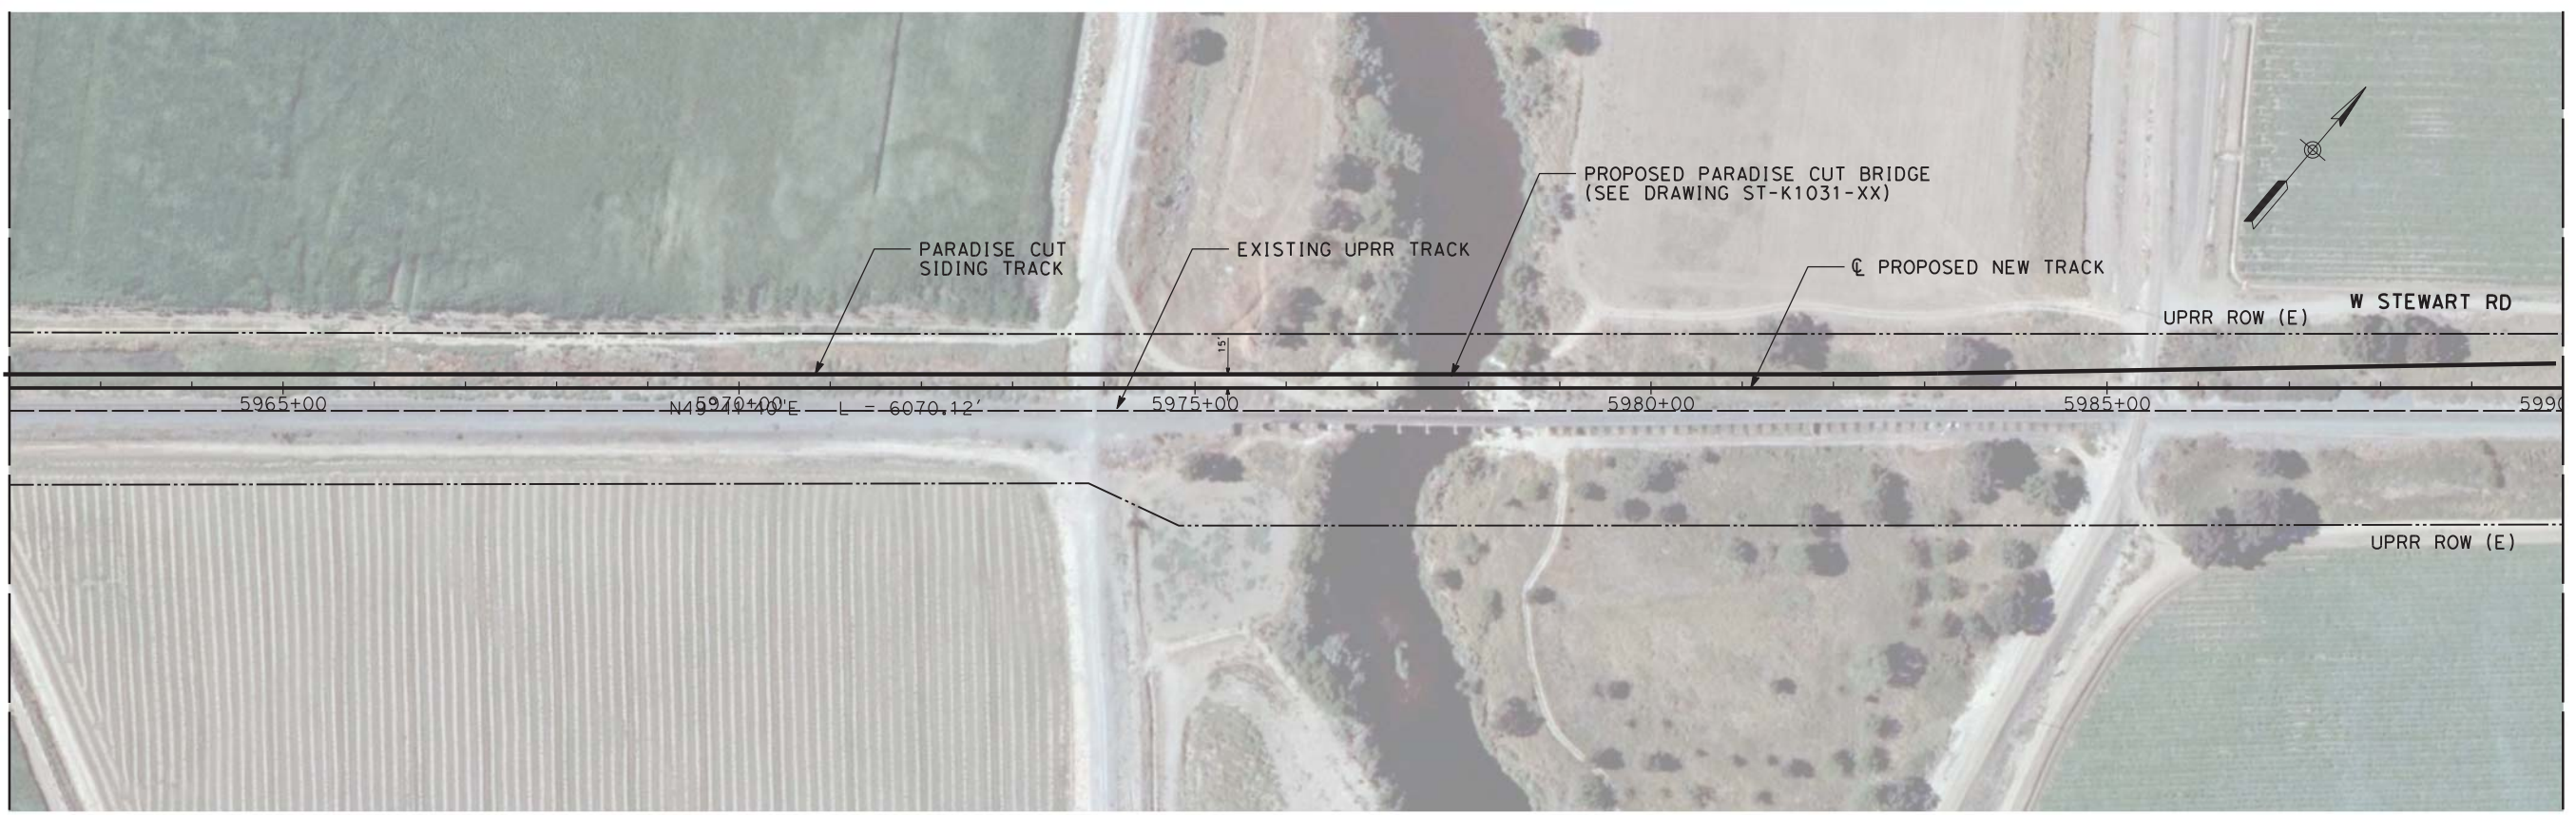 PROPOSED PARADISE CUT BRIDGE
(SEE DRAWING ST-K1031-XX)
PARADISE CUT
SIDING TRACK
EXISTING UPRR TRACK
℄ PROPOSED NEW TRACK
W STEWART RD
UPRR ROW (E)
15'
5965+00
5970+00
L = 6070.12'
5975+00
5980+00
5985+00
5990
UPRR ROW (E)